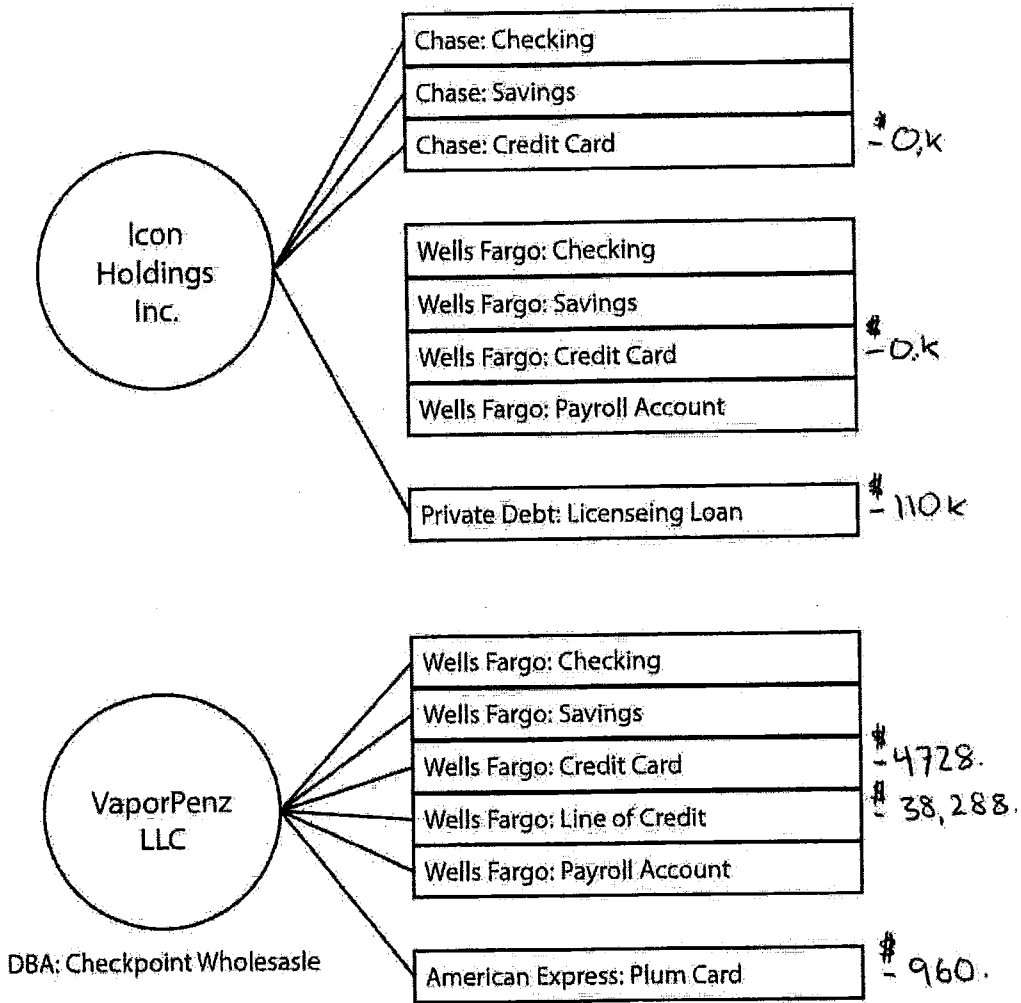 Chase: Checking
Chase: Savings
Chase: Credit Card
$ - 0,k
Icon
Holdings
Inc.
Wells Fargo: Checking
Wells Fargo: Savings
Wells Fargo: Credit Card
$ - 0.k
Wells Fargo: Payroll Account
Private Debt: Licenseing Loan
$ - 110k
Wells Fargo: Checking
Wells Fargo: Savings
Wells Fargo: Credit Card
$ - 4728.
VaporPenz
LLC
Wells Fargo: Line of Credit
$ - 38,288.
Wells Fargo: Payroll Account
DBA: Checkpoint Wholesasle
American Express: Plum Card
$ - 960.